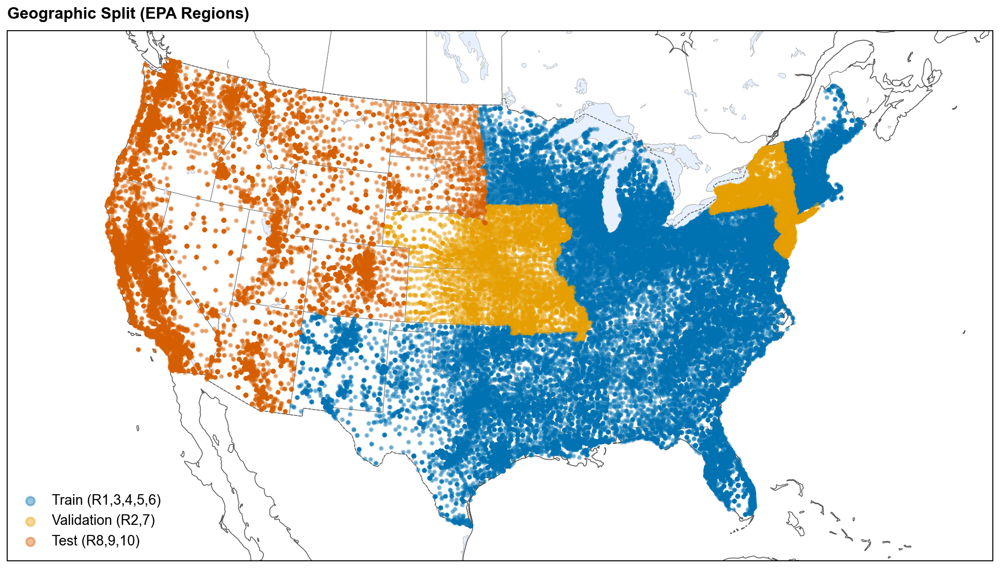 Geographic Split (EPA Regions)
Train (R1,3,4,5,6)
Validation (R2,7)
Test (R8,9,10)